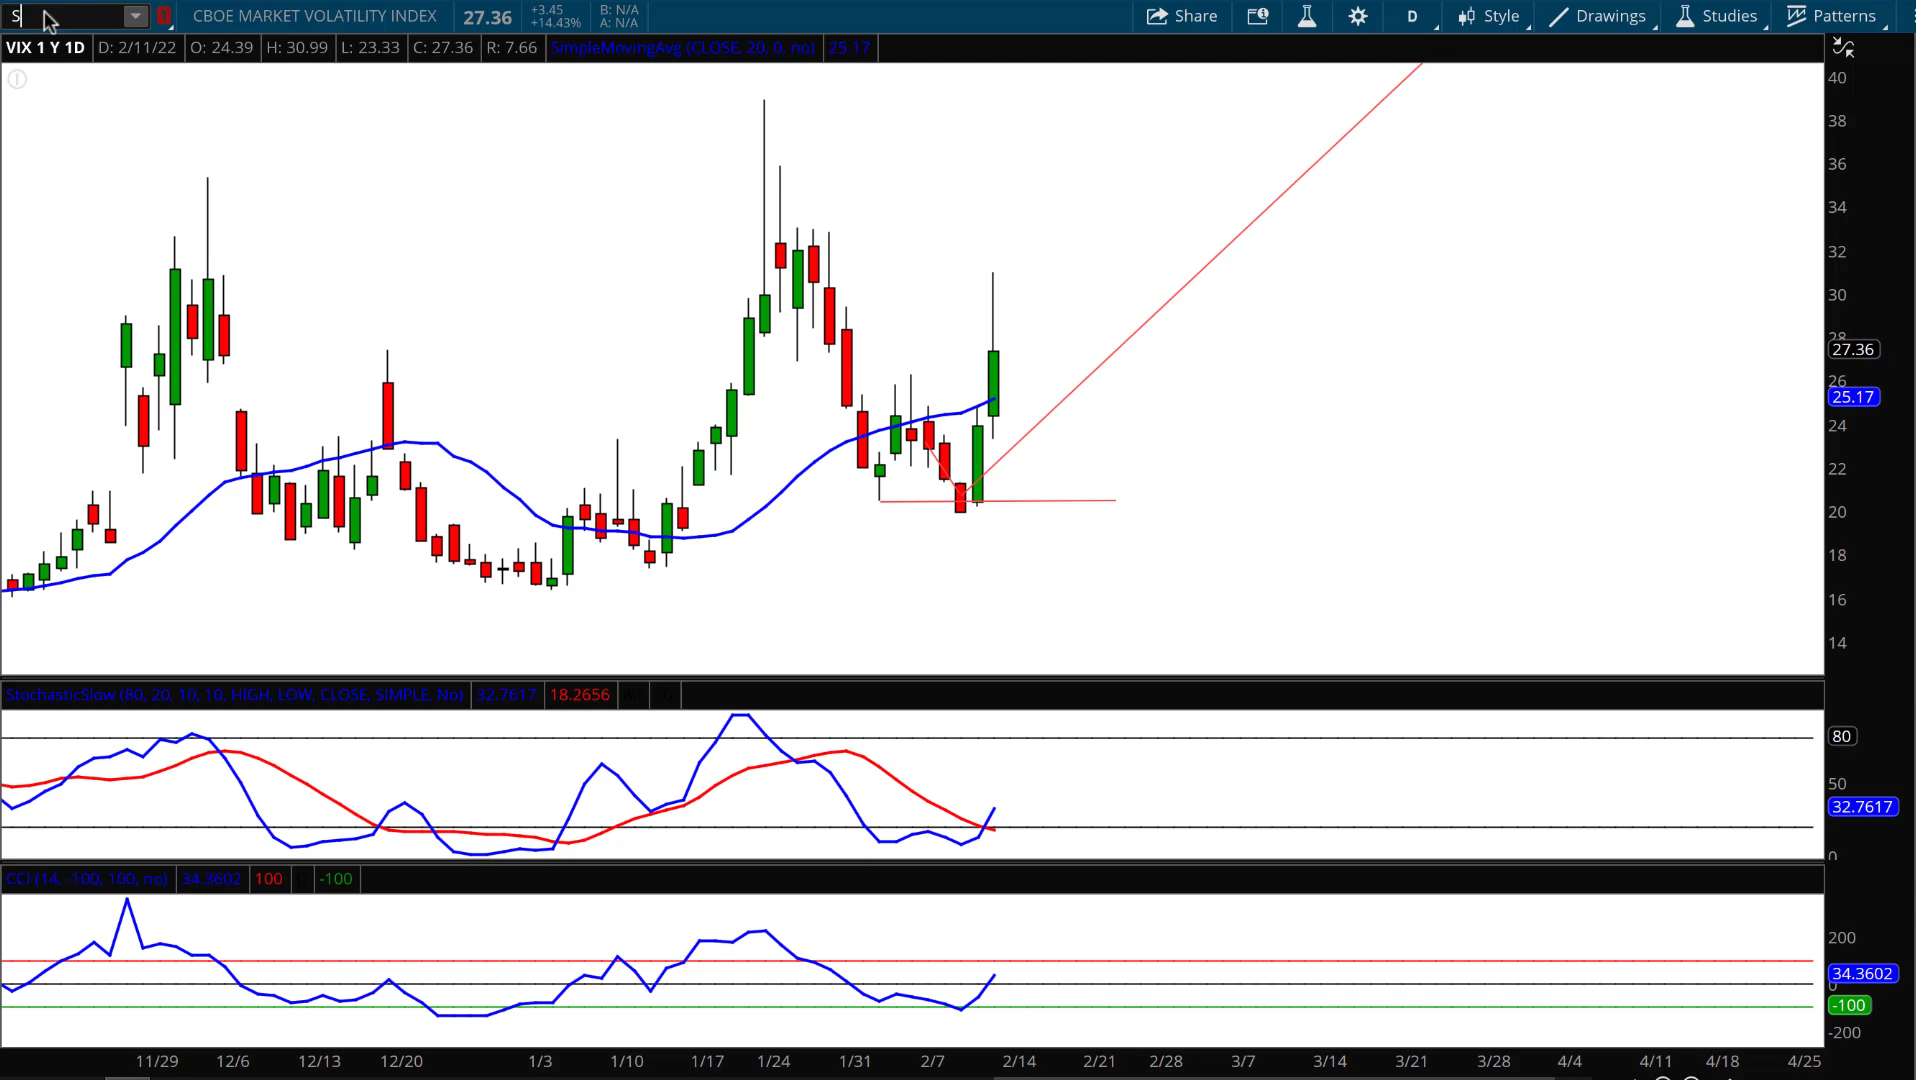 S
1
CBOE MARKET VOLATILITY INDEX
27.36
+3.45
+14.43%
B: N/A
A: N/A
Share
D
Style
Drawings
Studies
Patterns
VIX 1 Y 1D
D: 2/11/22
O: 24.39
H: 30.99
L: 23.33
C: 27.36
R: 7.66
SimpleMovingAvg (CLOSE, 20, 0, no)
25.17
40
38
36
34
32
30
28
27.36
26
25.17
24
22
20
18
16
14
StochasticSlow (80, 20, 10, 10, HIGH, LOW, CLOSE, SIMPLE, No)
32.7617
18.2656
80
50
32.7617
0
CCI (14, -100, 100, no)
34.3602
100
-100
200
34.3602
0
-100
-200
11/29
12/6
12/13
12/20
1/3
1/10
1/17
1/24
1/31
2/7
2/14
2/21
2/28
3/7
3/14
3/21
3/28
4/4
4/11
4/18
4/25